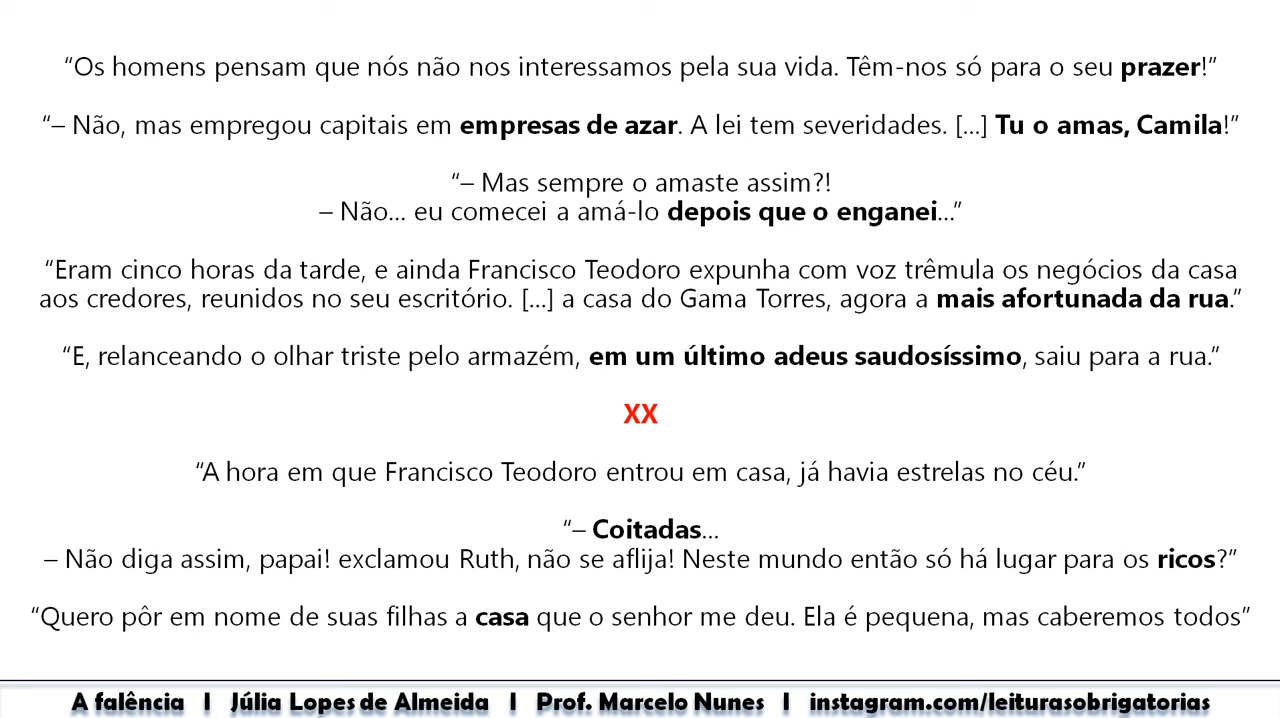 “Os homens pensam que nós não nos interessamos pela sua vida. Têm-nos só para o seu prazer!”
“– Não, mas empregou capitais em empresas de azar. A lei tem severidades. [...] Tu o amas, Camila!”
“– Mas sempre o amaste assim?!
– Não... eu comecei a amá-lo depois que o enganei...”
“Eram cinco horas da tarde, e ainda Francisco Teodoro expunha com voz trêmula os negócios da casa
aos credores, reunidos no seu escritório. [...] a casa do Gama Torres, agora a mais afortunada da rua.”
“E, relanceando o olhar triste pelo armazém, em um último adeus saudosíssimo, saiu para a rua.”
XX
“A hora em que Francisco Teodoro entrou em casa, já havia estrelas no céu.”
“– Coitadas...
– Não diga assim, papai! exclamou Ruth, não se aflija! Neste mundo então só há lugar para os ricos?”
“Quero pôr em nome de suas filhas a casa que o senhor me deu. Ela é pequena, mas caberemos todos”
A falência I Júlia Lopes de Almeida I Prof. Marcelo Nunes I instagram.com/leiturasobrigatorias